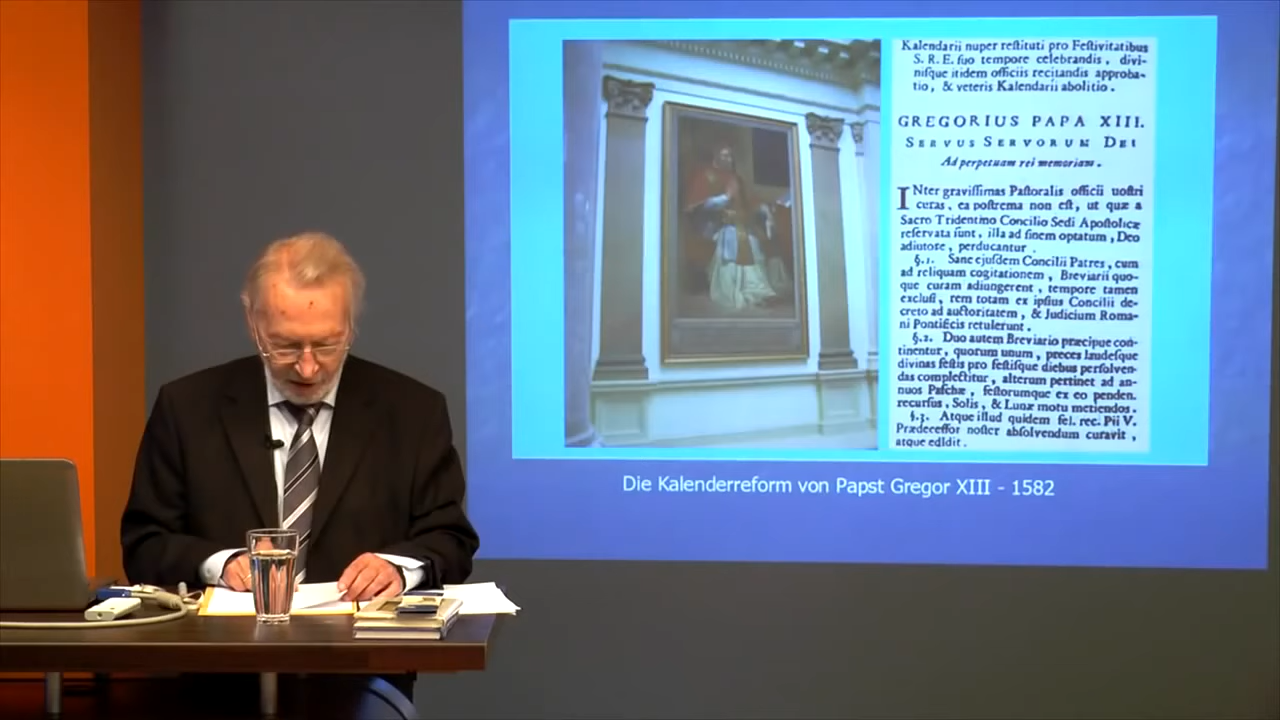 Kalendarii nuper reſtituti pro Feſtivitatibus
S. R. E. ſuo tempore celebrandis, divi-
niſque itidem officiis recitandis approba-
tio, & veteris Kalendarii abolitio.
GREGORIUS PAPA XIII.
SERVUS SERVORUM DEI
Ad perpetuam rei memoriam.
INter graviſſimas Paſtoralis officii noſtri
curas, ea poſtrema non eſt, ut quæ a
Sacro Tridentino Concilio Sedi Apoſtolicæ
reſervata ſunt, illa ad finem optatum, Deo
adiutore, perducantur.
§.1. Sane ejuſdem Concilii Patres, cum
ad reliquam cogitationem, Breviarii quo-
que curam adiungerent, tempore tamen
excluſi, rem totam ex ipſius Concilii de-
creto ad auctoritatem, & Judicium Roma-
ni Pontificis retulerunt.
§.2. Duo autem Breviario præcipue con-
tinentur, quorum unum, preces laudeſque
divinas feſtis pro feſtiſque diebus perſolven-
das complectitur, alterum pertinet ad an-
nuos Paſchæ, feſtorumque ex eo penden.
recurſus, Solis, & Lunæ motu metiendos.
§.3. Atque illud quidem fel. rec. Pii V.
Prædeceſſor noſter abſolvendum curavit,
atque edidit.
Die Kalenderreform von Papst Gregor XIII - 1582